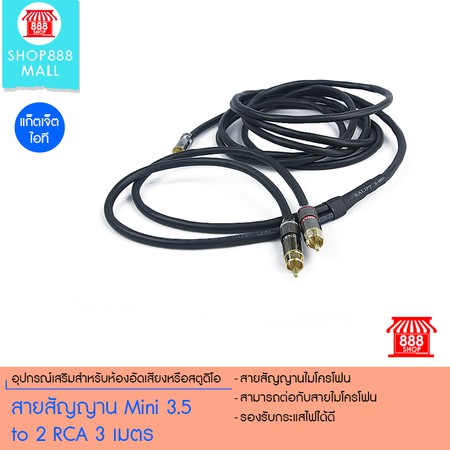 888
SHOP
SHOP888
MALL
แก็ดเจ็ต
ไอที
888
SHOP
อุปกรณ์เสริมสำหรับห้องอัดเสียงหรือสตูดิโอ
สายสัญญาน Mini 3.5
to 2 RCA 3 เมตร
- สายสัญญานไมโครโฟน
- สามารถต่อกับสายไมโครโฟน
- รองรับกระแสไฟได้ดี